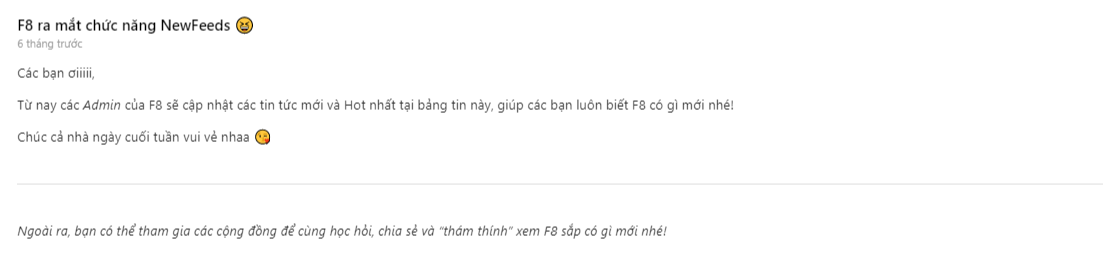 F8 ra mắt chức năng NewFeeds 😆
6 tháng trước
Các bạn ơiiiii,
Từ nay các Admin của F8 sẽ cập nhật các tin tức mới và Hot nhất tại bảng tin này, giúp các bạn luôn biết F8 có gì mới nhé!
Chúc cả nhà ngày cuối tuần vui vẻ nhaa 😘
Ngoài ra, bạn có thể tham gia các cộng đồng để cùng học hỏi, chia sẻ và "thám thính" xem F8 sắp có gì mới nhé!